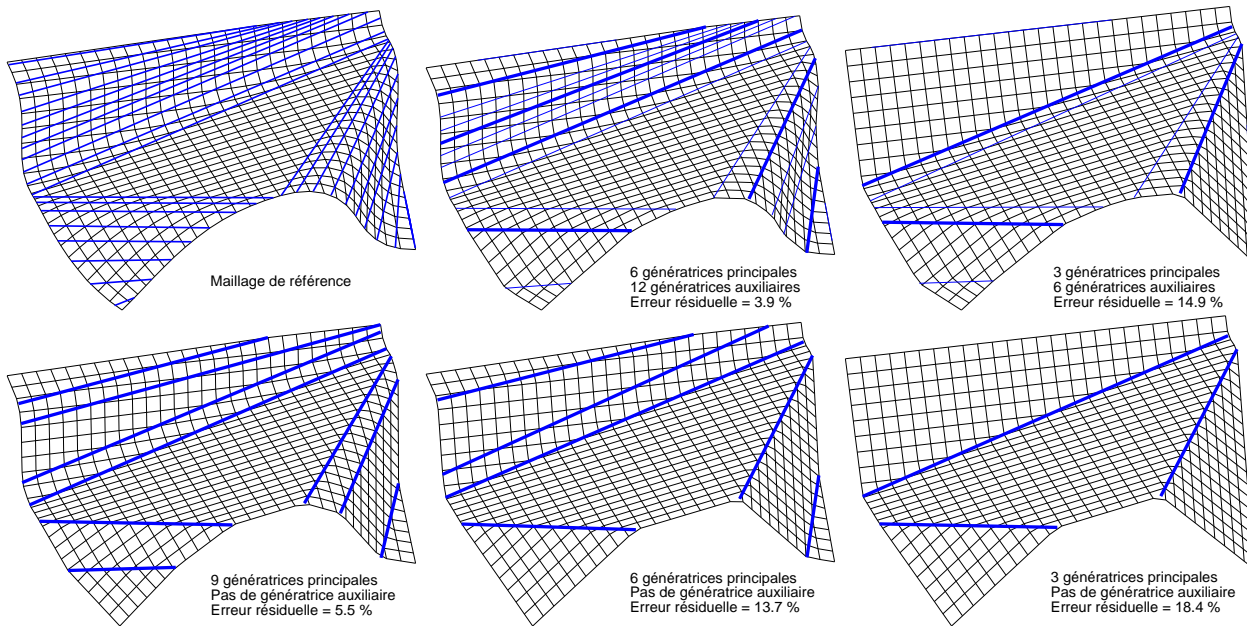 Maillage de référence
6 génératrices principales
12 génératrices auxiliaires
Erreur résiduelle = 3.9 %
3 génératrices principales
6 génératrices auxiliaires
Erreur résiduelle = 14.9 %
9 génératrices principales
Pas de génératrice auxiliaire
Erreur résiduelle = 5.5 %
6 génératrices principales
Pas de génératrice auxiliaire
Erreur résiduelle = 13.7 %
3 génératrices principales
Pas de génératrice auxiliaire
Erreur résiduelle = 18.4 %